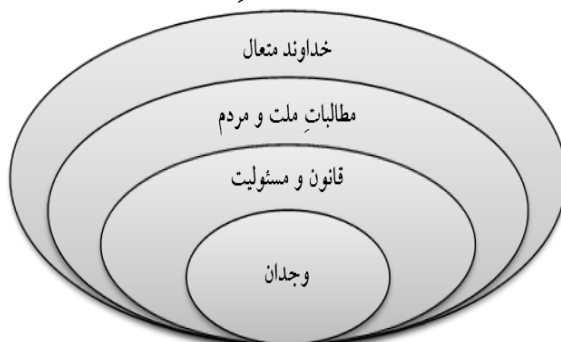 خداوند متعال
مطالباتِ ملت و مردم
قانون و مسئولیت
وجدان